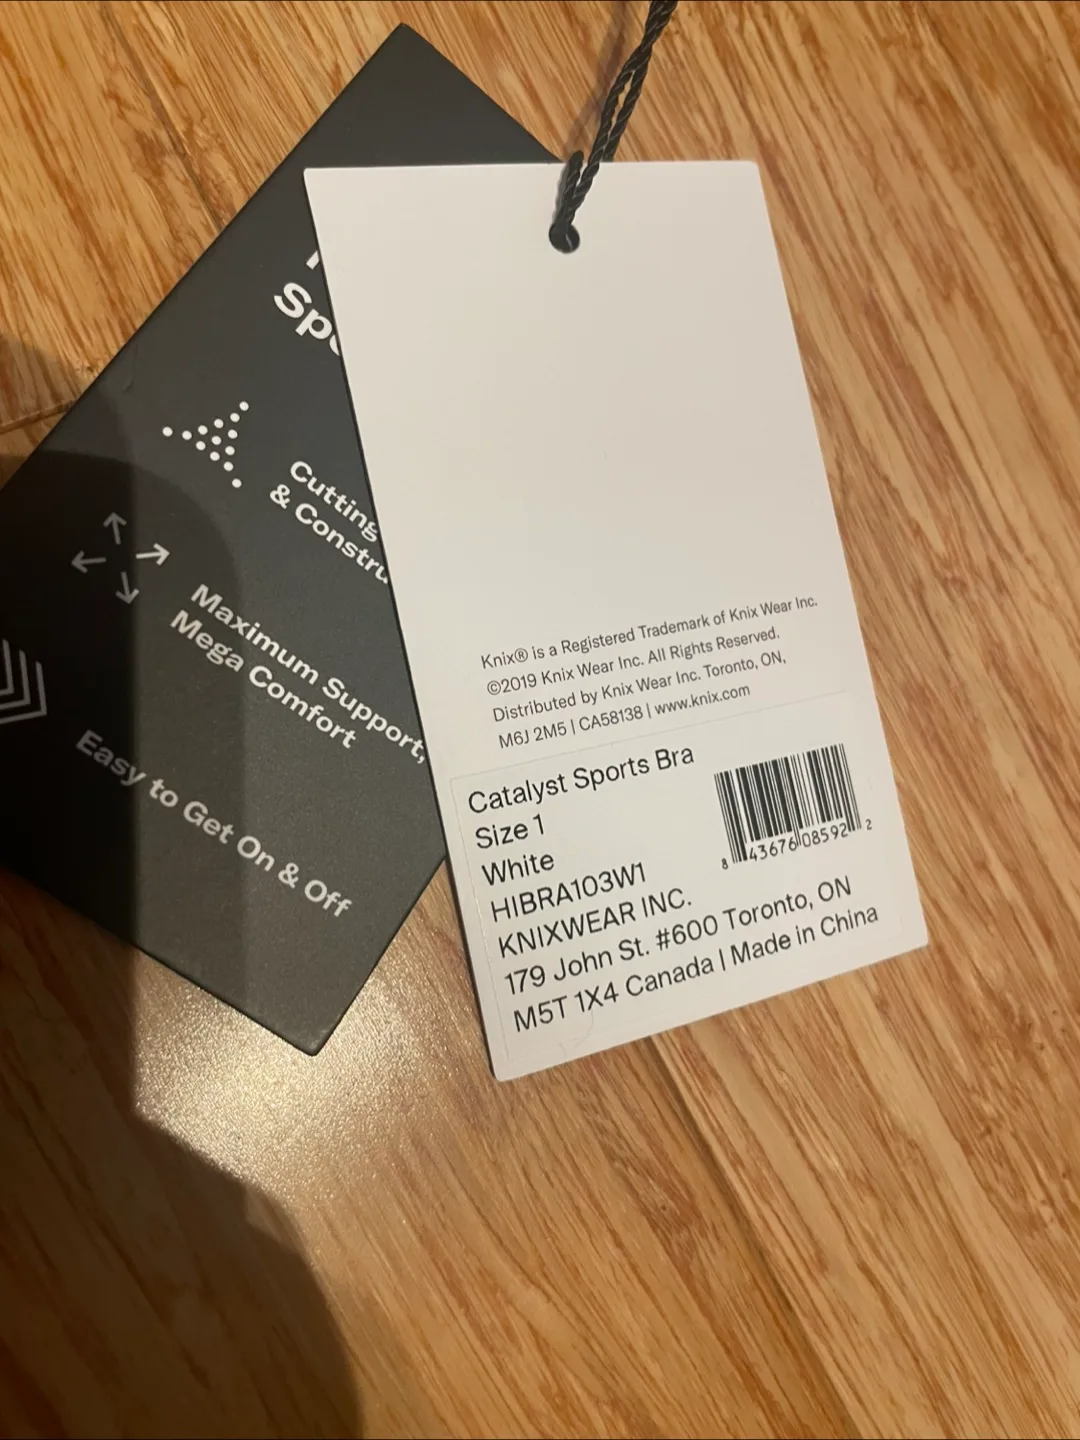 Cutting
& Constru
Maximum Support,
Mega Comfort
Easy to Get On & Off
Knix® is a Registered Trademark of Knix Wear Inc.
©2019 Knix Wear Inc. All Rights Reserved.
Distributed by Knix Wear Inc. Toronto, ON,
M6J 2M5 | CA58138 | www.knix.com
Catalyst Sports Bra
Size 1
White
HIBRA103W1
KNIXWEAR INC.
179 John St. #600 Toronto, ON
M5T 1X4 Canada | Made in China
8 43676 08592 2